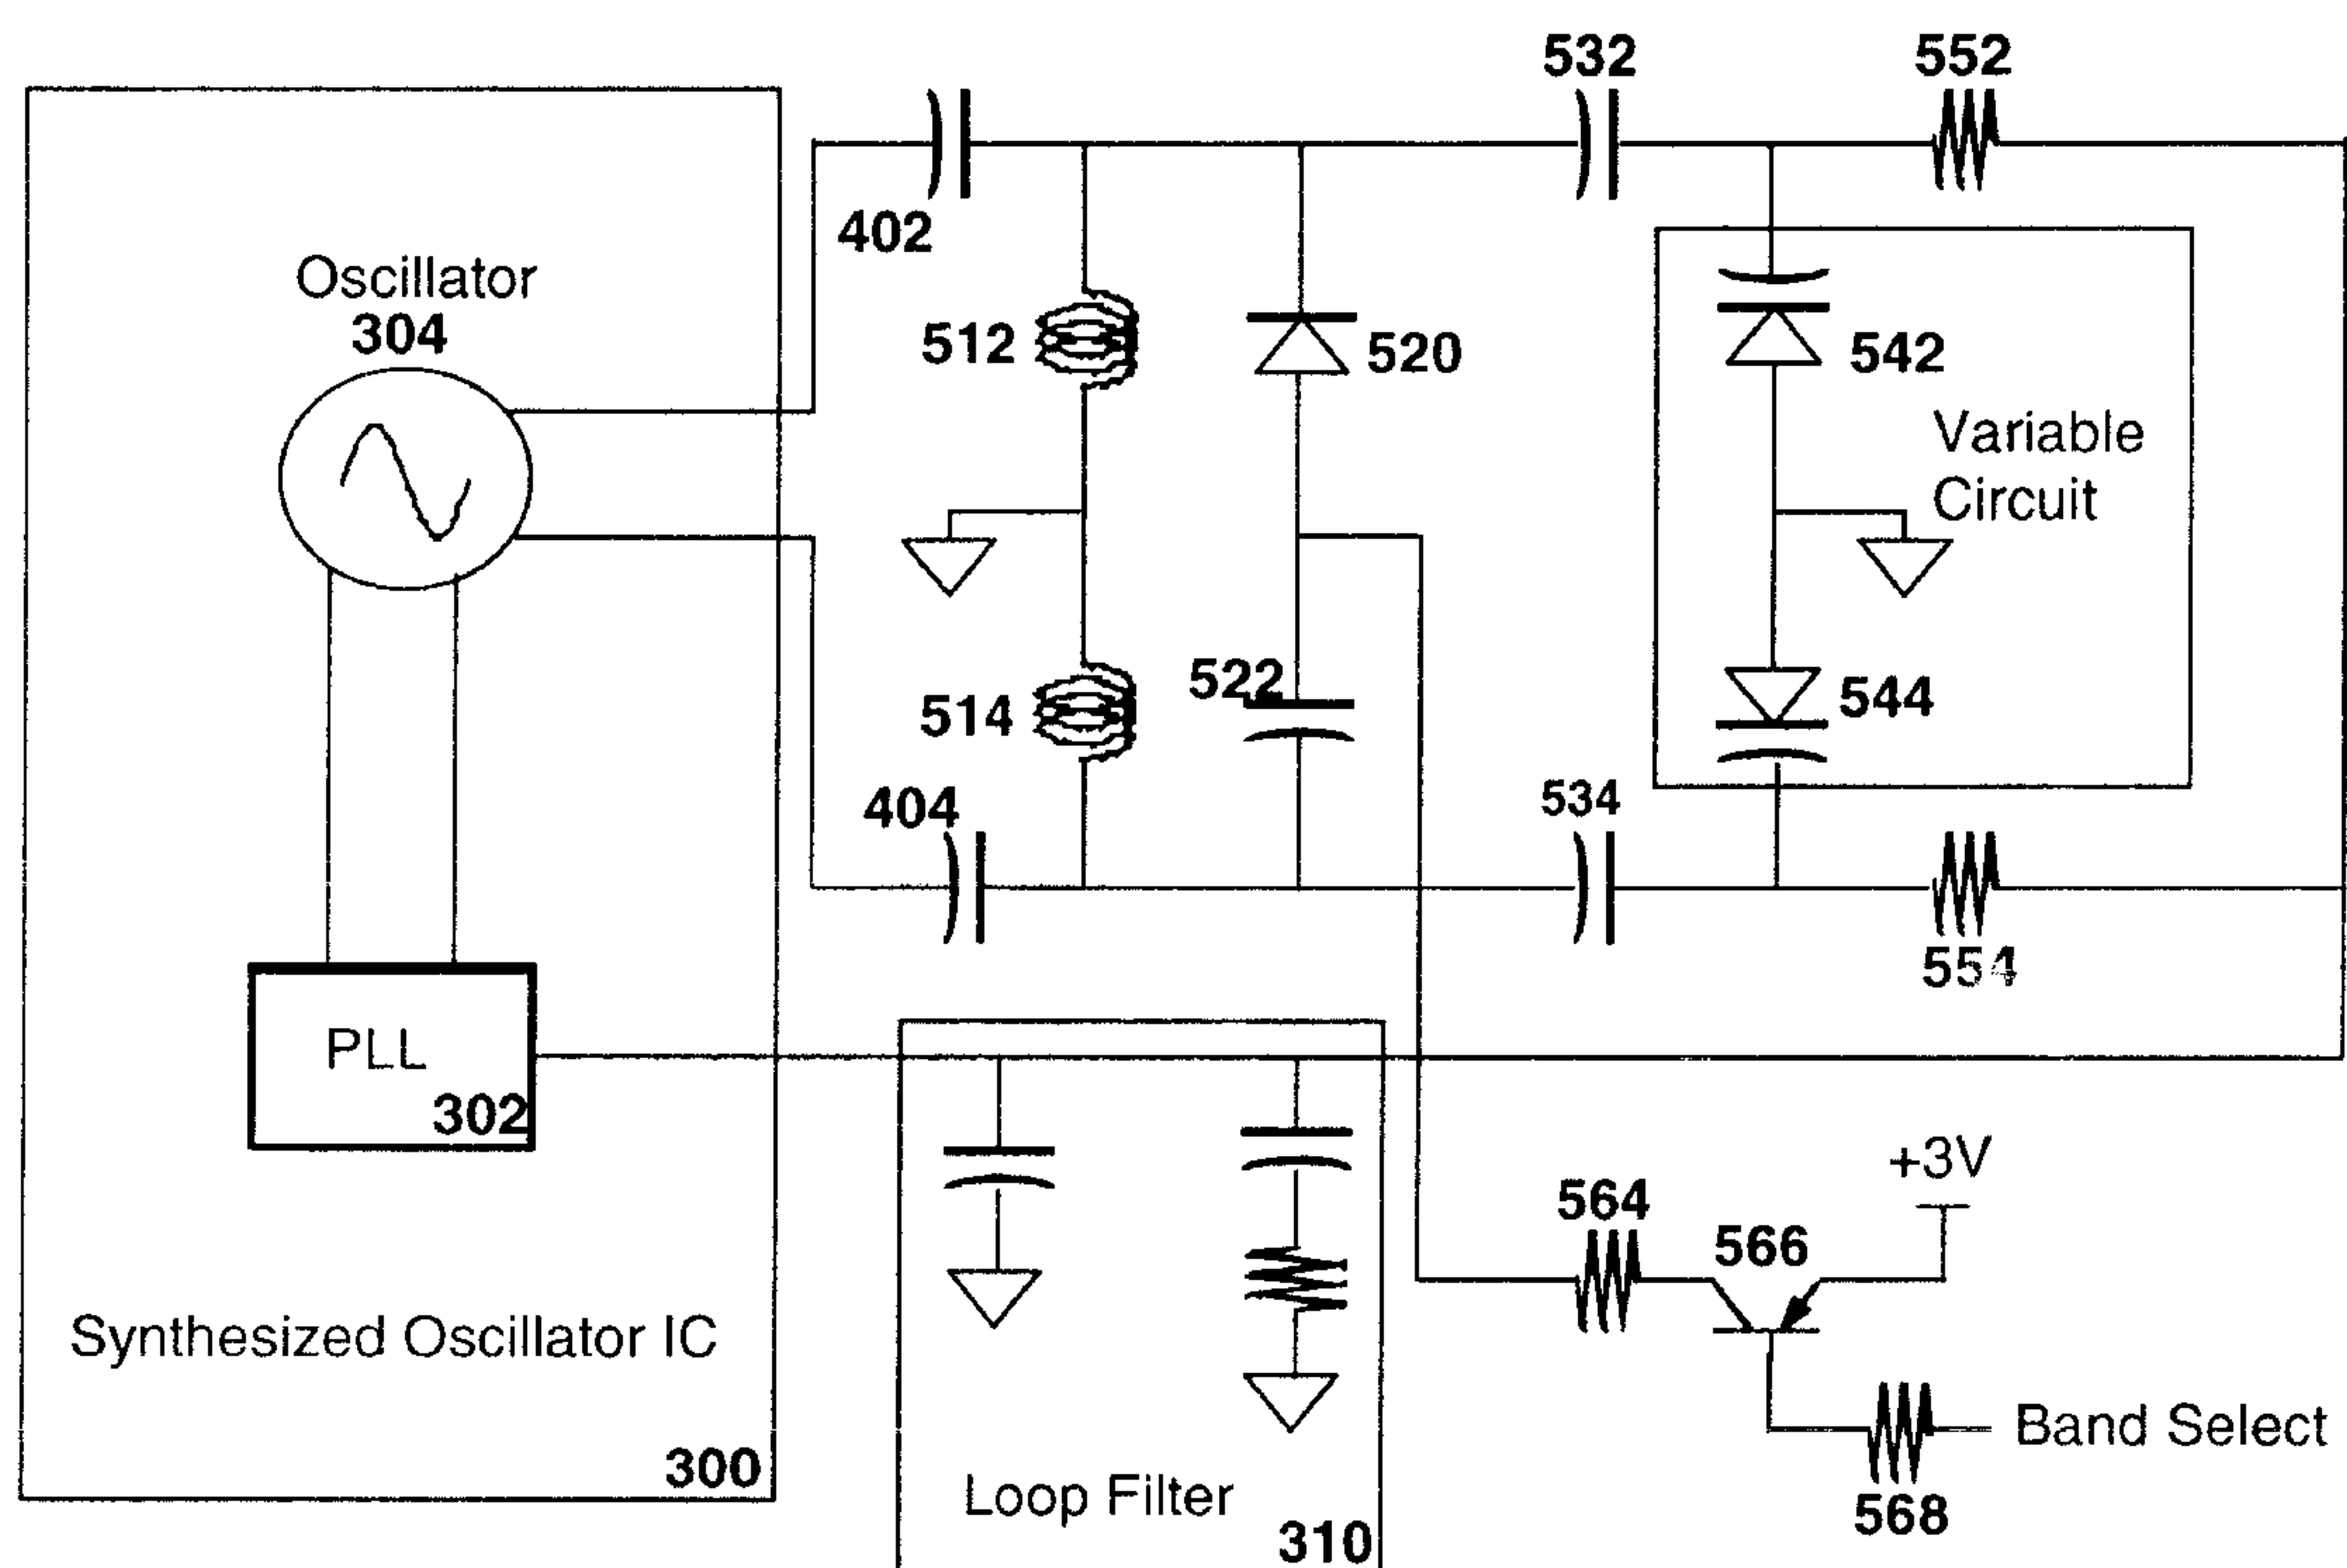 532
552
402
Oscillator
304
512
520
542
Variable
Circuit
522
514
544
404
534
554
PLL
302
+3V
564
566
Synthesized Oscillator IC
Band Select
300
Loop Filter
568
310